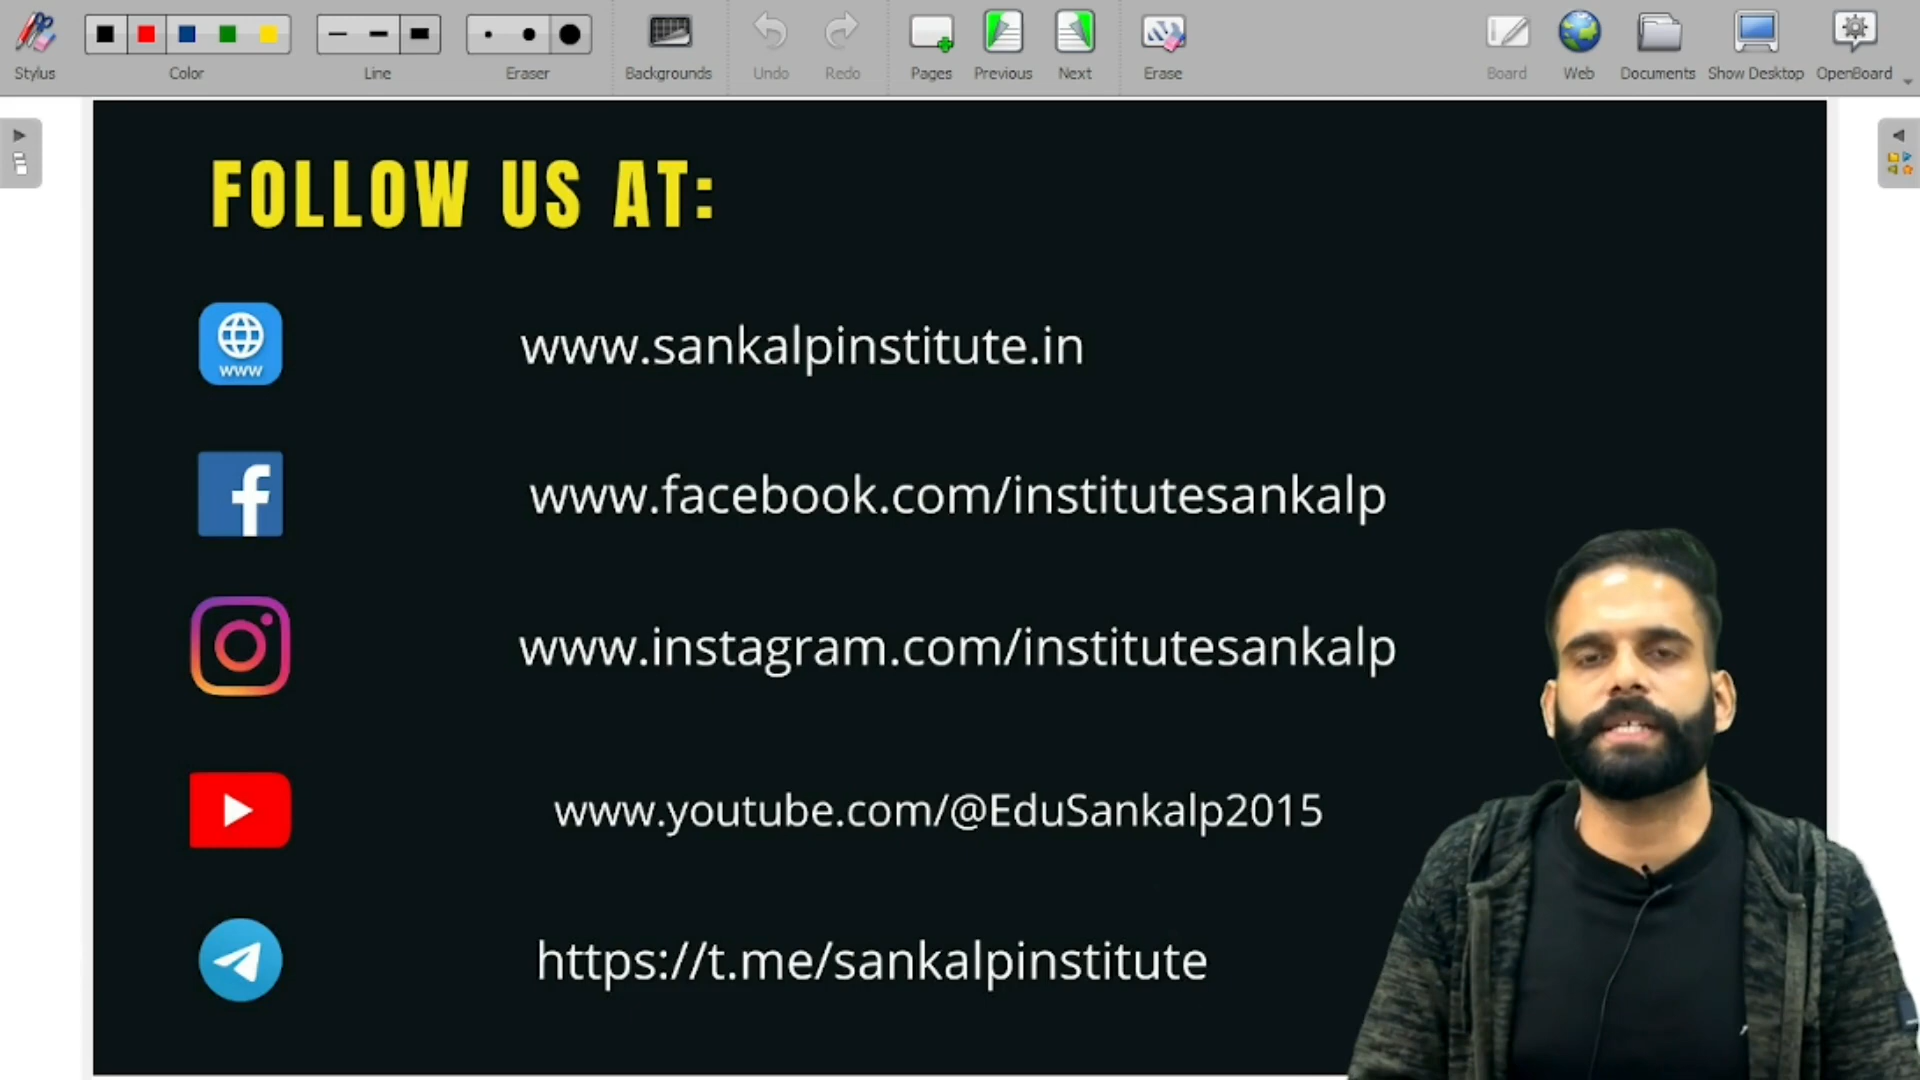 Stylus
Color
Line
Eraser
Backgrounds
Undo
Redo
Pages
Previous
Next
Erase
Board
Web
Documents
Show Desktop
OpenBoard
FOLLOW US AT:
www
www.sankalpinstitute.in
www.facebook.com/institutesankalp
www.instagram.com/institutesankalp
www.youtube.com/@EduSankalp2015
https://t.me/sankalpinstitute